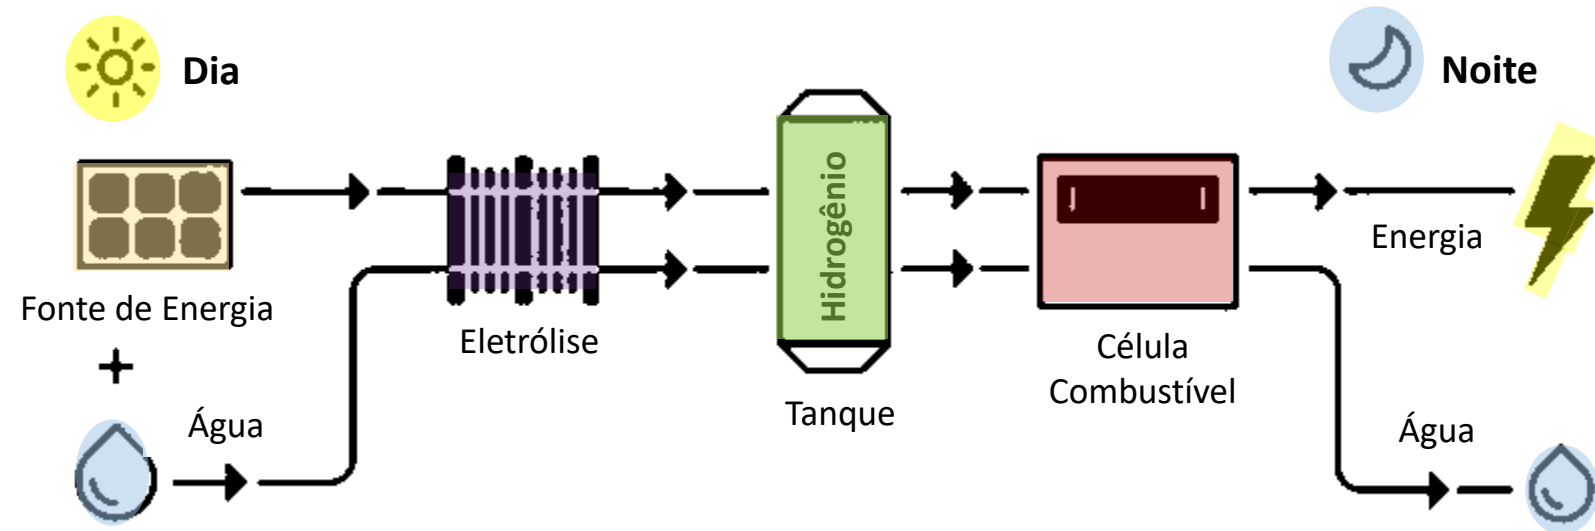 Dia
Noite
Fonte de Energia
+
Água
Eletrólise
Hidrogênio
Tanque
Célula
Combustível
Energia
Água